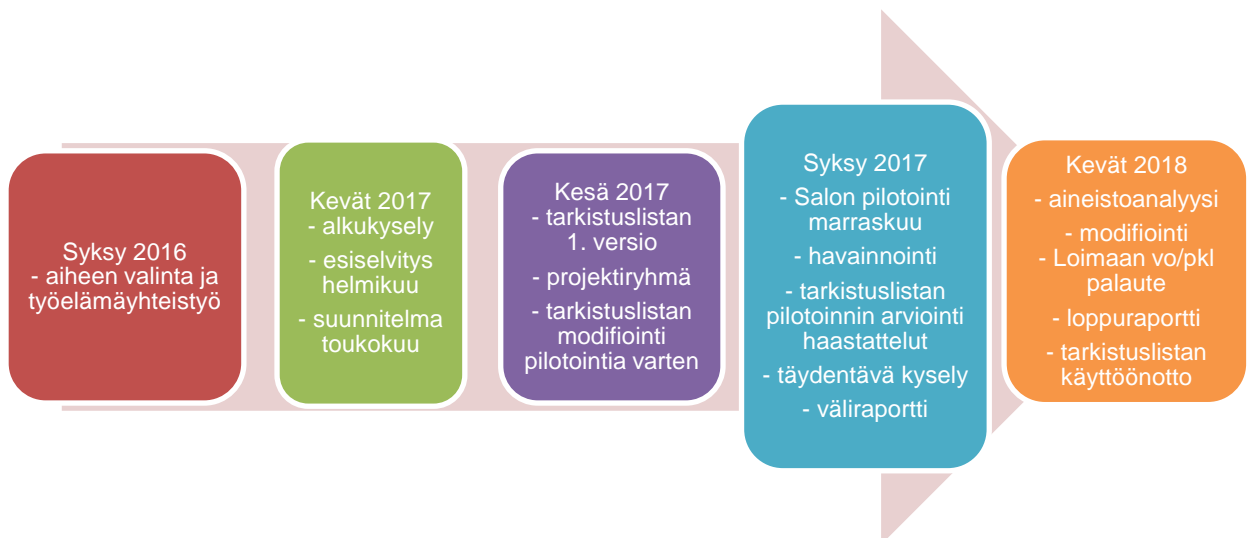 Syksy 2016
- aiheen valinta ja
työelämäyhteistyö
Kevät 2017
- alkukysely
- esiselvitys
helmikuu
- suunnitelma
toukokuu
Kesä 2017
- tarkistuslistan
1. versio
- projektiryhmä
- tarkistuslistan
modifiointi
pilotointia varten
Syksy 2017
- Salon pilotointi
marraskuu
- havainnointi
- tarkistuslistan
pilotoinnin arviointi
haastattelut
- täydentävä kysely
- väliraportti
Kevät 2018
- aineistoanalyysi
- modifiointi
- Loimaan vo/pkl
palaute
- loppuraportti
- tarkistuslistan
käyttöönotto